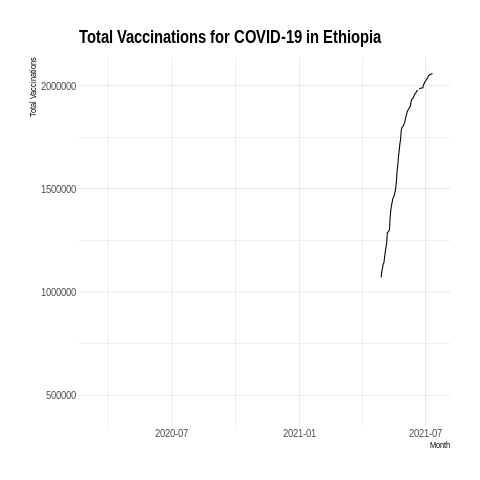 Total Vaccinations for COVID-19 in Ethiopia
Total Vaccinations
2000000
1500000
1000000
500000
2020-07 2021-01 2021-07
Month